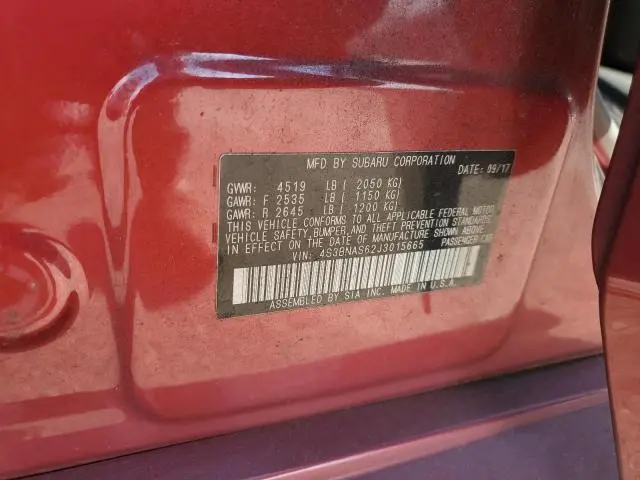 MFD BY SUBARU CORPORATION
DATE: 09/17
GVWR: 4519 LB ( 2050 KG)
GAWR: F 2535 LB ( 1150 KG)
GAWR: R 2645 LB ( 1200 KG)
THIS VEHICLE CONFORMS TO ALL APPLICABLE FEDERAL MOTOR
VEHICLE SAFETY, BUMPER, AND THEFT PREVENTION STANDARDS
IN EFFECT ON THE DATE OF MANUFACTURE SHOWN ABOVE.
VIN: 4S3BNAS62J3015665 PASSENGER CAR
ASSEMBLED BY SIA INC. MADE IN U.S.A.